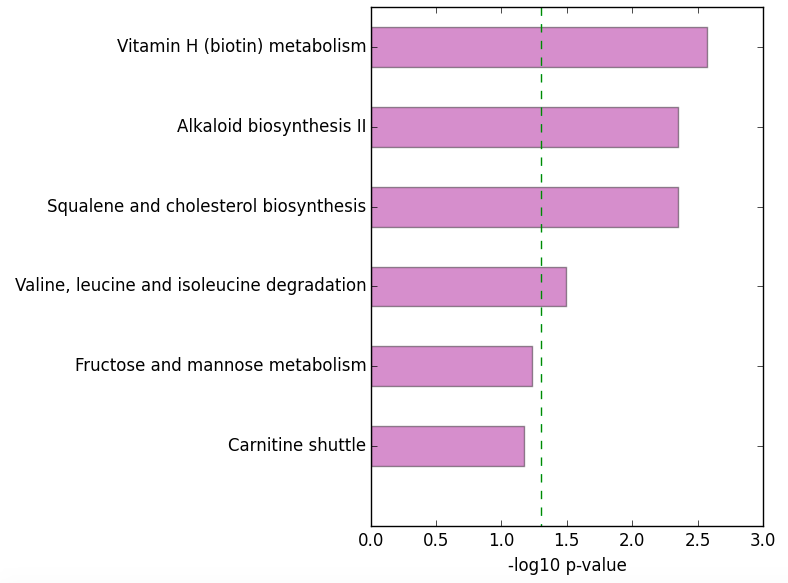 Vitamin H (biotin) metabolism
Alkaloid biosynthesis II
Squalene and cholesterol biosynthesis
Valine, leucine and isoleucine degradation
Fructose and mannose metabolism
Carnitine shuttle
0.0 0.5 1.0 1.5 2.0 2.5 3.0
-log10 p-value